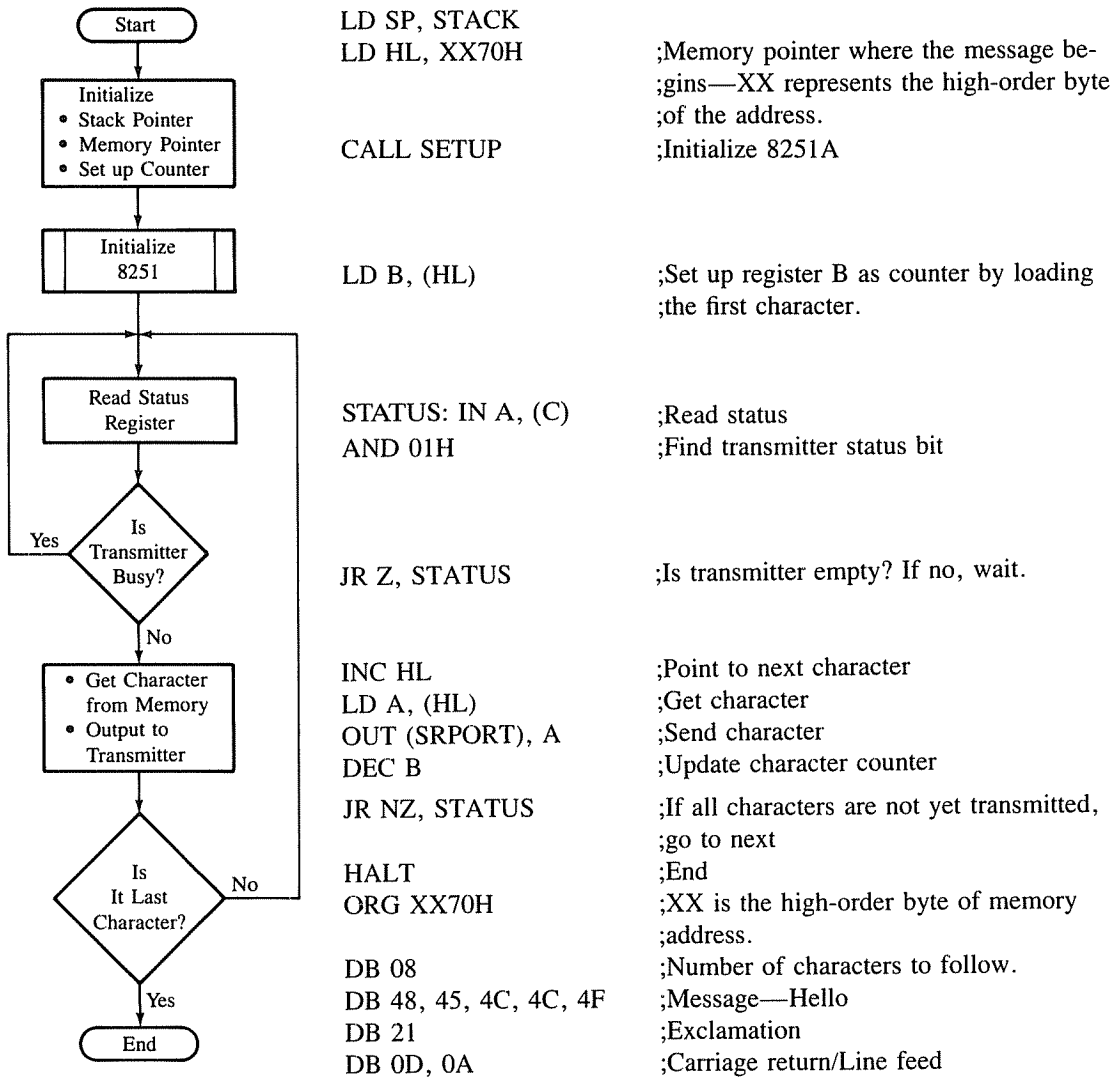 Start
Initialize
• Stack Pointer
• Memory Pointer
• Set up Counter
Initialize
8251
Read Status
Register
Is
Transmitter
Busy?
Yes
No
• Get Character
from Memory
• Output to
Transmitter
Is
It Last
Character?
No
Yes
End
LD SP, STACK
LD HL, XX70H ;Memory pointer where the message be-
;gins—XX represents the high-order byte
;of the address.
CALL SETUP ;Initialize 8251A
LD B, (HL) ;Set up register B as counter by loading
;the first character.
STATUS: IN A, (C) ;Read status
AND 01H ;Find transmitter status bit
JR Z, STATUS ;Is transmitter empty? If no, wait.
INC HL ;Point to next character
LD A, (HL) ;Get character
OUT (SRPORT), A ;Send character
DEC B ;Update character counter
JR NZ, STATUS ;If all characters are not yet transmitted,
;go to next
HALT ;End
ORG XX70H ;XX is the high-order byte of memory
;address.
DB 08 ;Number of characters to follow.
DB 48, 45, 4C, 4C, 4F ;Message—Hello
DB 21 ;Exclamation
DB 0D, 0A ;Carriage return/Line feed